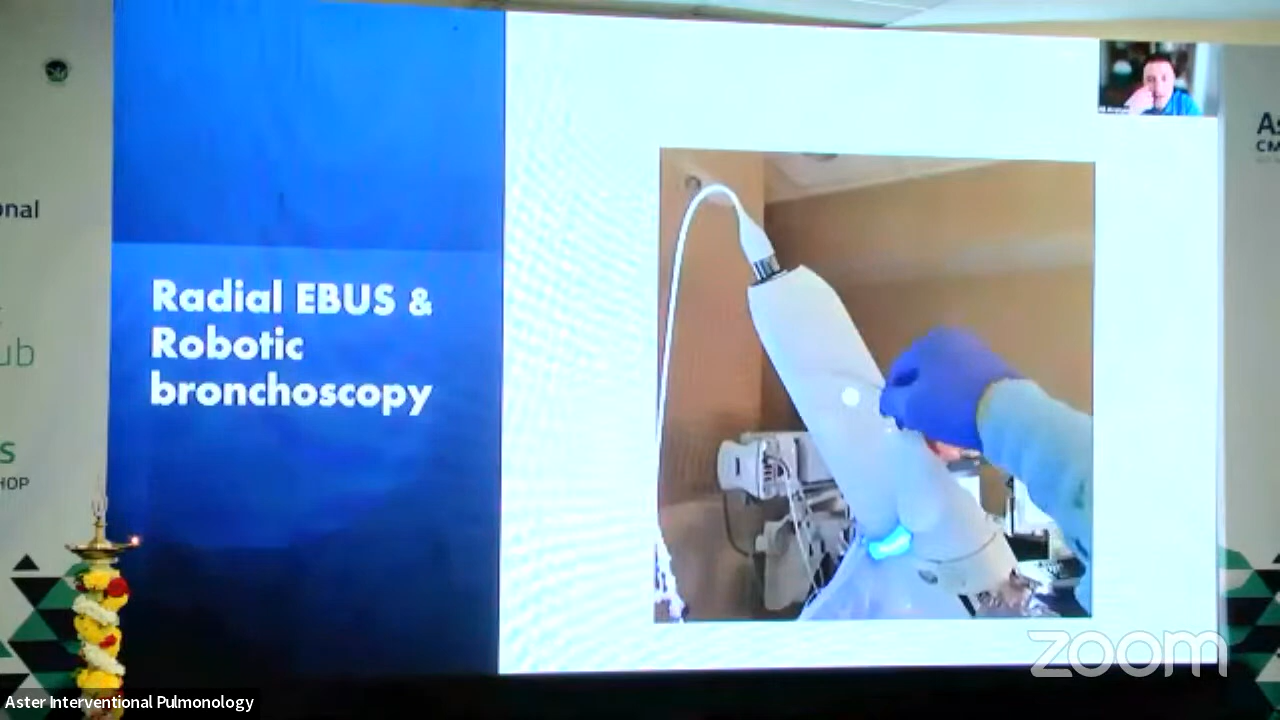 Radial EBUS &
Robotic
bronchoscopy
onal
ub
S
HOP
As
CM
zoom
Aster Interventional Pulmonology